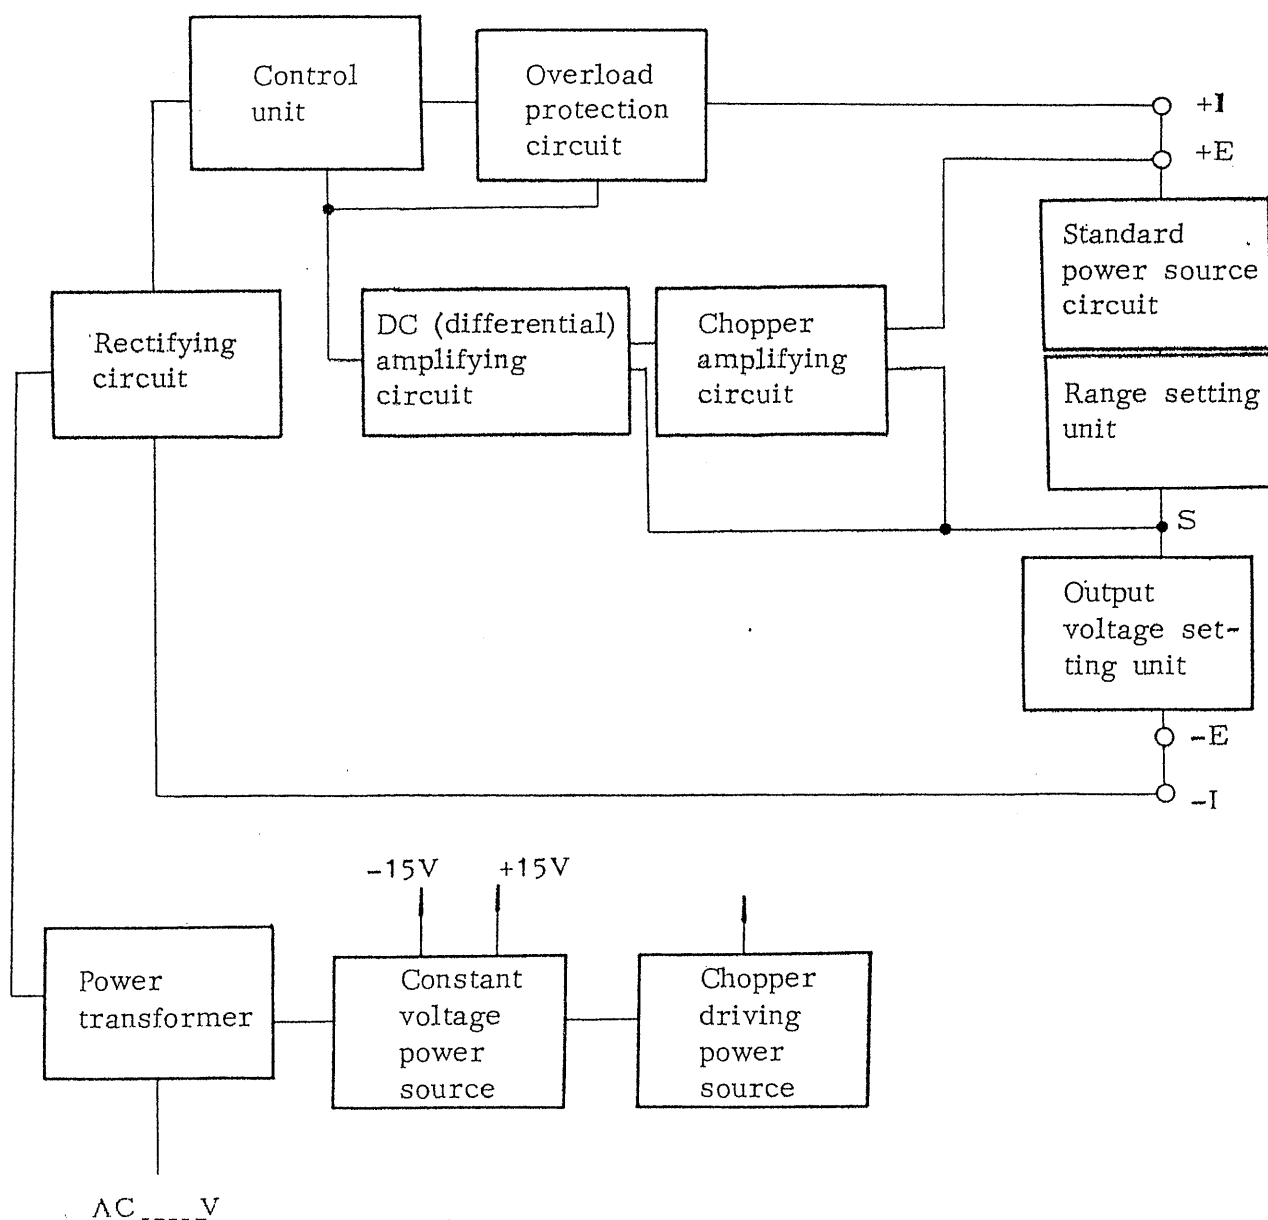 Control
unit
Overload
protection
circuit
+I
+E
Standard
power source
circuit
Rectifying
circuit
DC (differential)
amplifying
circuit
Chopper
amplifying
circuit
Range setting
unit
S
Output
voltage set-
ting unit
-E
-I
-15V
+15V
Power
transformer
Constant
voltage
power
source
Chopper
driving
power
source
AC_____V